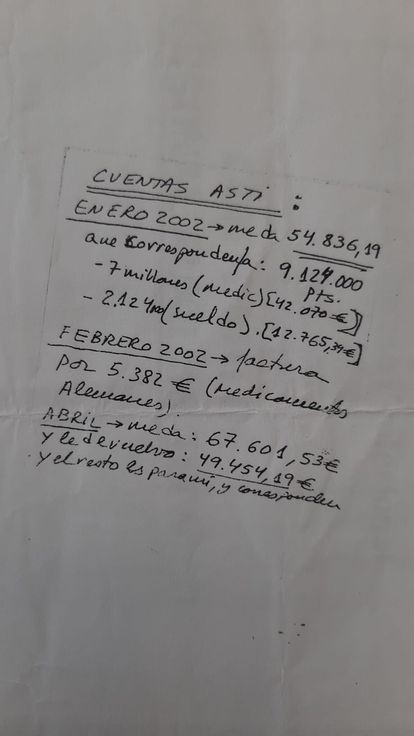 CUENTAS ASTI :
ENERO 2002 → me da 54.836,19
que corresponden/a: 9.124.000
Pts.
- 7 millones (medic) [42.070 €]
- 2.124 (sueldo). [12.765,34 €]
FEBRERO 2002 → factura
por 5.382 € (Medicamentos
Alemanes).
ABRIL → me da: 67.601,53 €
y le devuelvo: 49.454,19 €
y el resto es para mi, y corresponden